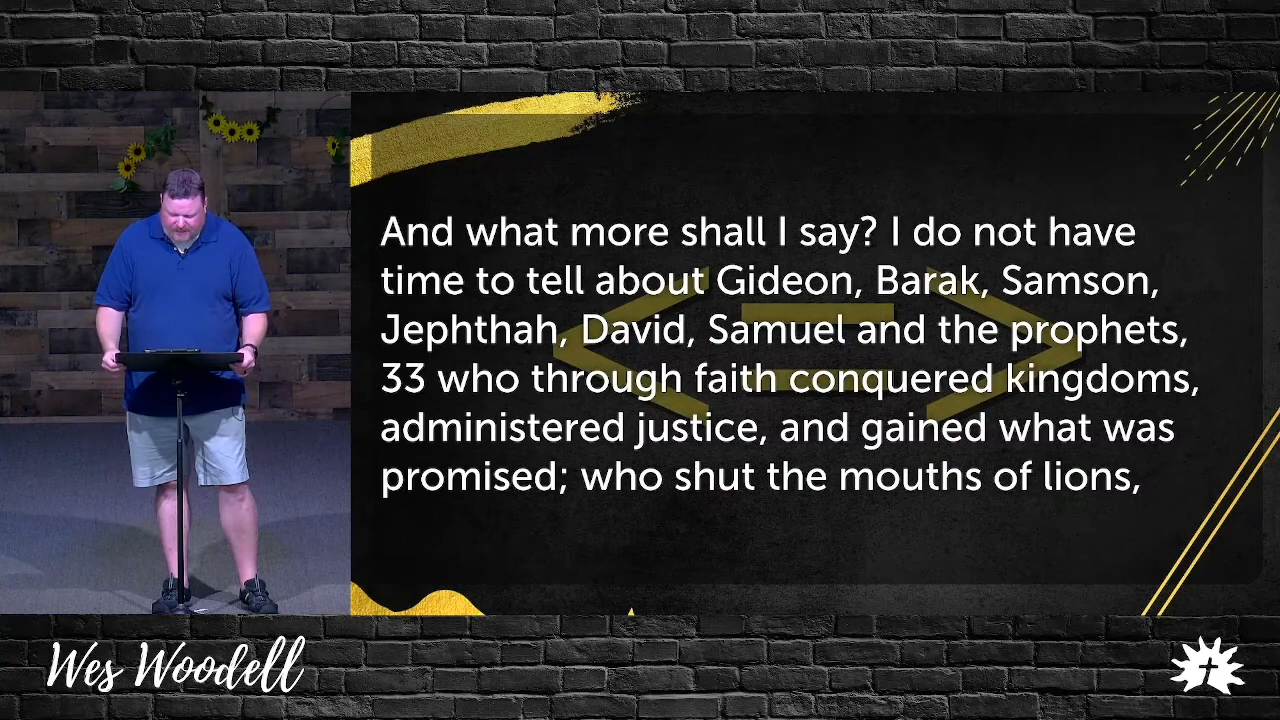 And what more shall I say? I do not have
time to tell about Gideon, Barak, Samson,
Jephthah, David, Samuel and the prophets,
33 who through faith conquered kingdoms,
administered justice, and gained what was
promised; who shut the mouths of lions,
Wes Woodell